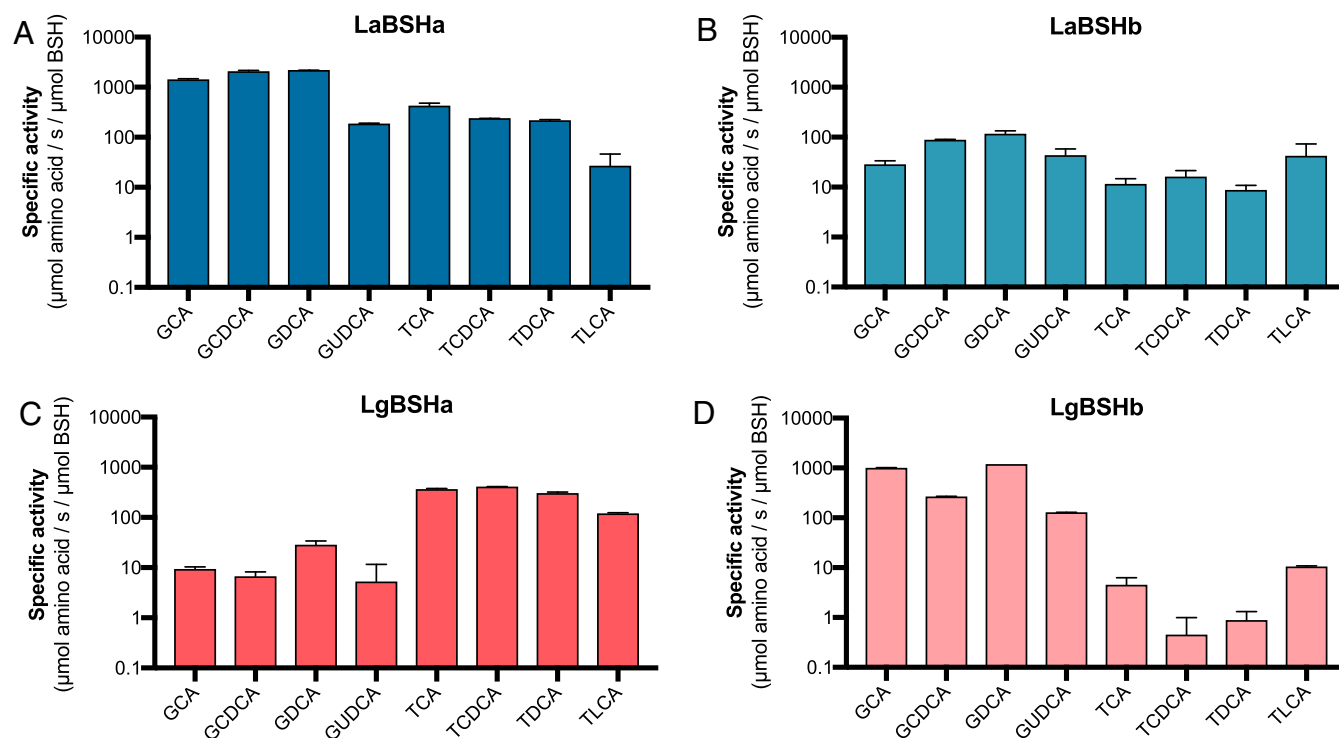 A
LaBSHa
Specific activity
(µmol amino acid / s / µmol BSH)
10000
1000
100
10
1
0.1
GCA
GCDCA
GDCA
GUDCA
TCA
TCDCA
TDCA
TLCA
B
LaBSHb
Specific activity
(µmol amino acid / s / µmol BSH)
10000
1000
100
10
1
0.1
GCA
GCDCA
GDCA
GUDCA
TCA
TCDCA
TDCA
TLCA
C
LgBSHa
Specific activity
(µmol amino acid / s / µmol BSH)
10000
1000
100
10
1
0.1
GCA
GCDCA
GDCA
GUDCA
TCA
TCDCA
TDCA
TLCA
D
LgBSHb
Specific activity
(µmol amino acid / s / µmol BSH)
10000
1000
100
10
1
0.1
GCA
GCDCA
GDCA
GUDCA
TCA
TCDCA
TDCA
TLCA